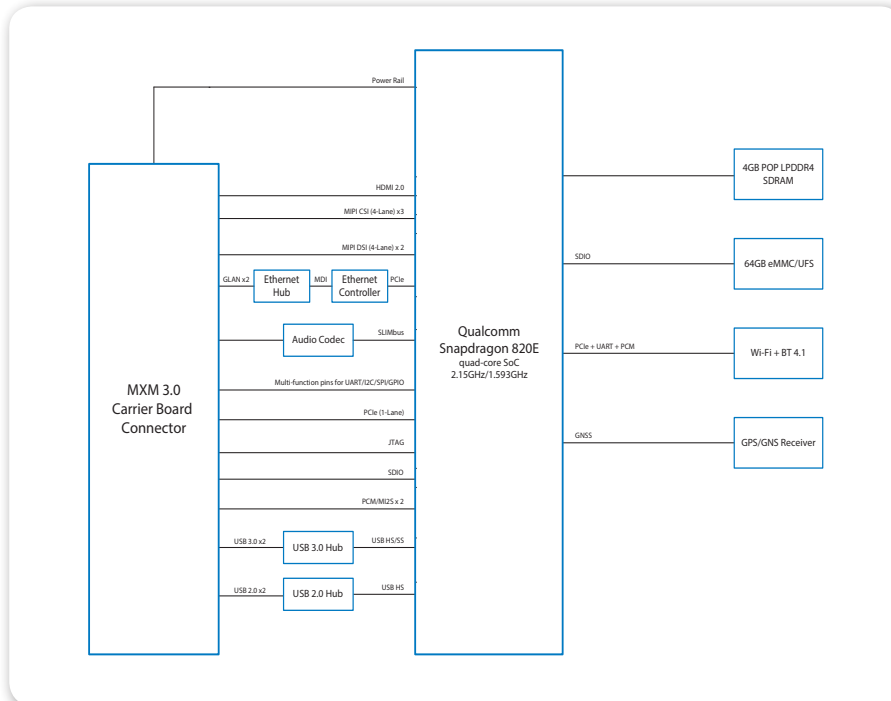 Power Rail
HDMI 2.0
MIPI CSI (4-Lane) x3
MIPI DSI (4-Lane) x 2
GLAN x2
Ethernet
Hub
MDI
Ethernet
Controller
PCIe
Audio Codec
SLIMbus
Multi-function pins for UART/I2C/SPI/GPIO
PCIe (1-Lane)
JTAG
SDIO
PCM/MI2S x 2
USB 3.0 x2
USB 3.0 Hub
USB HS/SS
USB 2.0 x2
USB 2.0 Hub
USB HS
MXM 3.0
Carrier Board
Connector
Qualcomm
Snapdragon 820E
quad-core SoC
2.15GHz/1.593GHz
4GB POP LPDDR4
SDRAM
SDIO
64GB eMMC/UFS
PCIe + UART + PCM
Wi-Fi + BT 4.1
GNSS
GPS/GNS Receiver